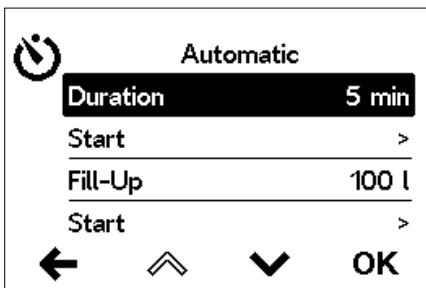 Automatic
Duration 5 min
Start >
Fill-Up 100 l
Start >
OK